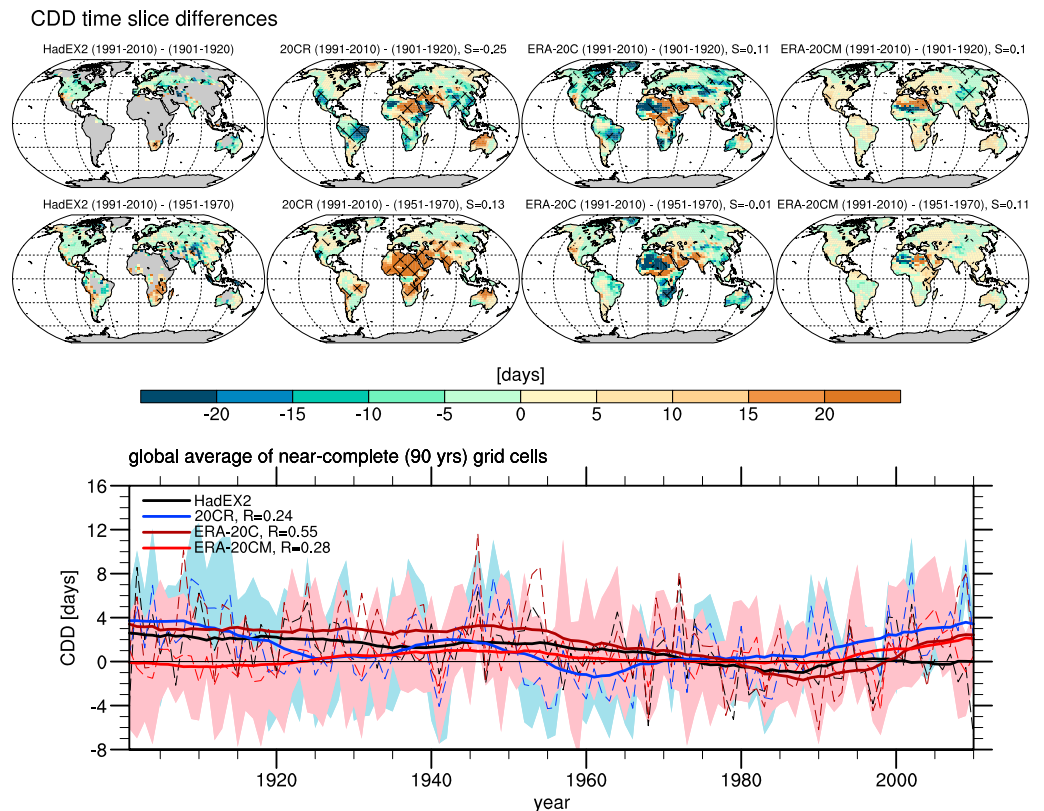 CDD time slice differences
HadEX2 (1991-2010) - (1901-1920)
20CR (1991-2010) - (1901-1920), S=-0.25
ERA-20C (1991-2010) - (1901-1920), S=0.11
ERA-20CM (1991-2010) - (1901-1920), S=0.1
HadEX2 (1991-2010) - (1951-1970)
20CR (1991-2010) - (1951-1970), S=0.13
ERA-20C (1991-2010) - (1951-1970), S=-0.01
ERA-20CM (1991-2010) - (1951-1970), S=0.11
[days]
-20 -15 -10 -5 0 5 10 15 20
global average of near-complete (90 yrs) grid cells
HadEX2
20CR, R=0.24
ERA-20C, R=0.55
ERA-20CM, R=0.28
CDD [days]
16
12
8
4
0
-4
-8
1920 1940 1960 1980 2000
year